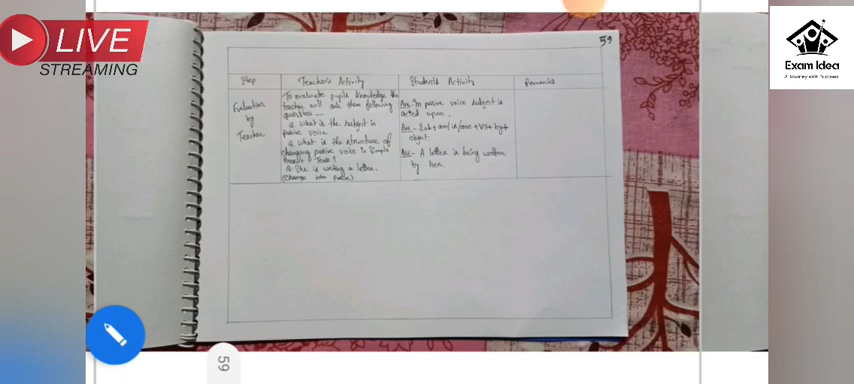 LIVE
STREAMING
Exam Idea
A Journey with Success
59
Step
Teacher's Activity
Student's Activity
Remarks
Evaluation
by
Teacher
To evaluate pupils knowledge the
teacher will ask them following
question —
Q. What is the subject in
passive voice.
Q. What is the structure of
changing passive voice in simple
Present Tense?
Q. She is writing a letter.
(Change into passive)
Ans- In passive voice subject is
acted upon.
Ans - Sub + am/is/are + V3 + by +
object.
Ans - A letter is being written
by her.
59